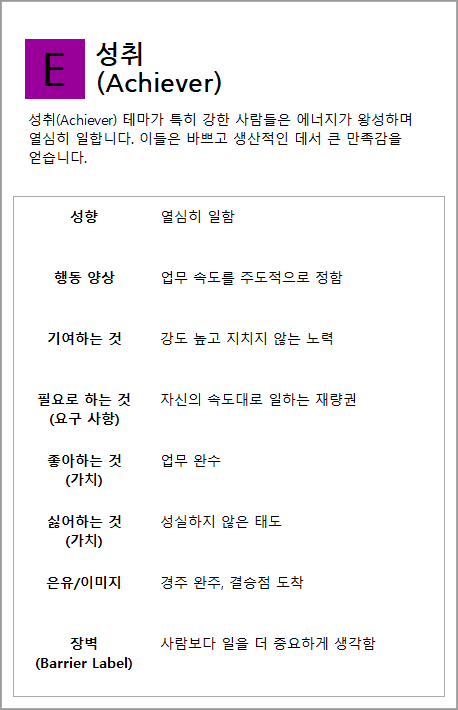 E
성취
(Achiever)
성취(Achiever) 테마가 특히 강한 사람들은 에너지가 왕성하며
열심히 일합니다. 이들은 바쁘고 생산적인 데서 큰 만족감을
얻습니다.
성향 열심히 일함
행동 양상 업무 속도를 주도적으로 정함
기여하는 것 강도 높고 지치지 않는 노력
필요로 하는 것 자신의 속도대로 일하는 재량권
(요구 사항)
좋아하는 것 업무 완수
(가치)
싫어하는 것 성실하지 않은 태도
(가치)
은유/이미지 경주 완주, 결승점 도착
장벽 사람보다 일을 더 중요하게 생각함
(Barrier Label)